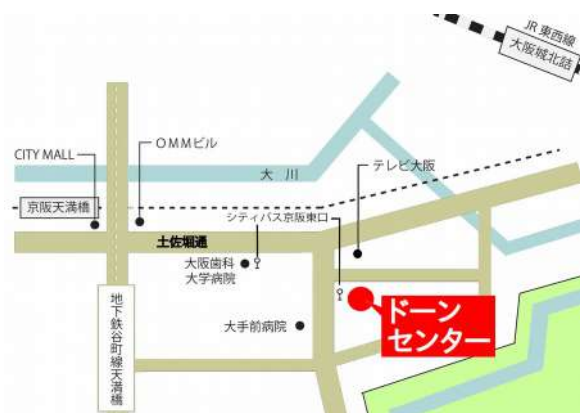 JR東西線
大阪城北詰
OMMビル
CITY MALL
大川
テレビ大阪
京阪天満橋
シティバス京阪東口
土佐堀通
大阪歯科
大学病院
地下鉄谷町線天満橋
大手前病院
ドーン
センター